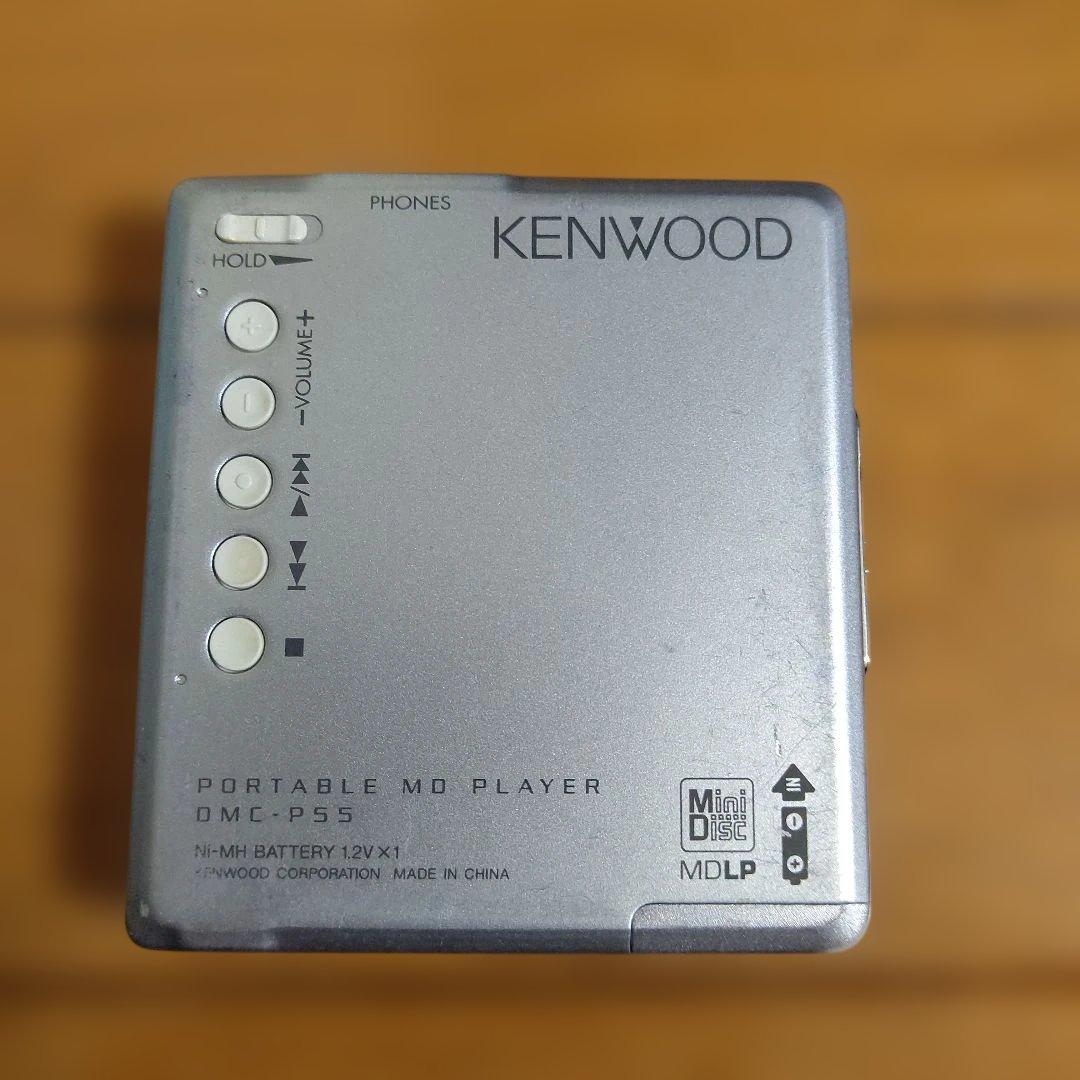 PHONES
KENWOOD
HOLD
−VOLUME+
+
−
PORTABLE MD PLAYER
DMC-P55
Ni-MH BATTERY 1.2V×1
KENWOOD CORPORATION MADE IN CHINA
Mini
Disc
MDLP
IN
−
+